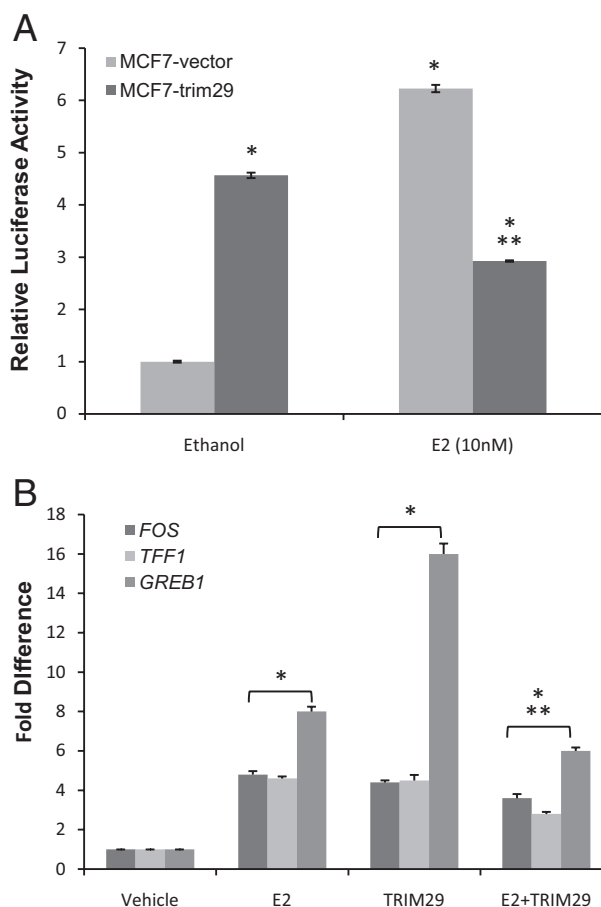 A
Relative Luciferase Activity
7
6
5
4
3
2
1
0
MCF7-vector
MCF7-trim29
*
*
*
**
Ethanol
E2 (10nM)
B
Fold DIfference
18
16
14
12
10
8
6
4
2
0
FOS
TFF1
GREB1
*
*
*
**
Vehicle
E2
TRIM29
E2+TRIM29